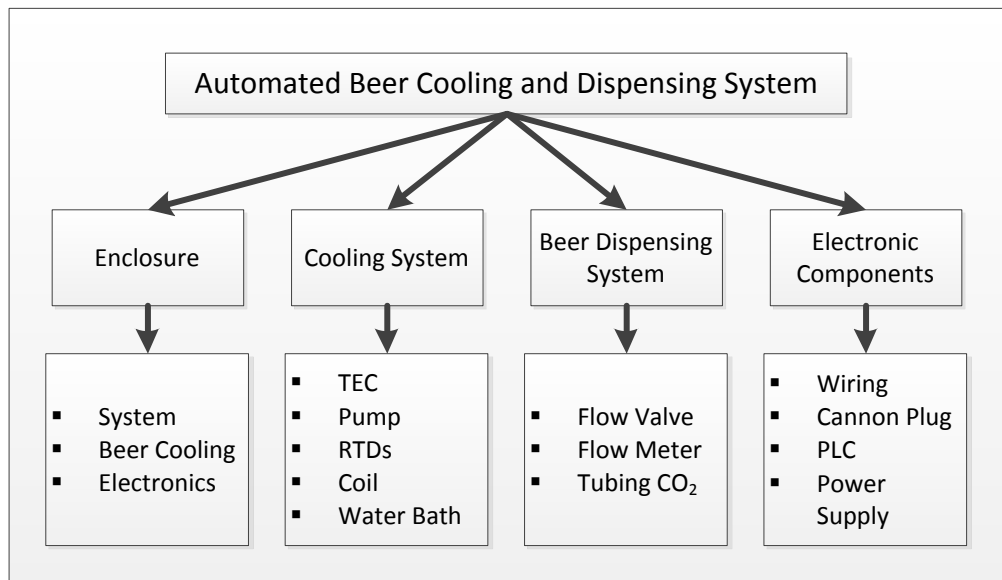 Automated Beer Cooling and Dispensing System
Enclosure
Cooling System
Beer Dispensing
System
Electronic
Components
▪ System
▪ Beer Cooling
▪ Electronics
▪ TEC
▪ Pump
▪ RTDs
▪ Coil
▪ Water Bath
▪ Flow Valve
▪ Flow Meter
▪ Tubing CO₂
▪ Wiring
▪ Cannon Plug
▪ PLC
▪ Power
Supply